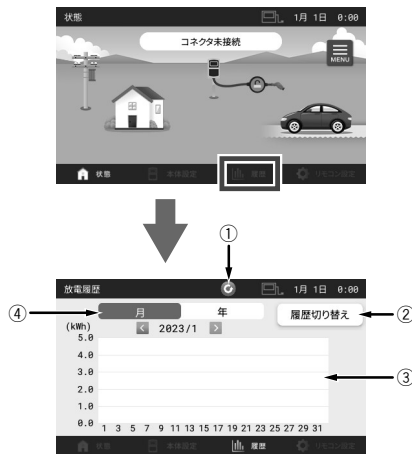 状態
1月 1日 0:00
コネクタ未接続
MENU
状態
本体設定
履歴
リモコン設定
①
放電履歴
1月 1日 0:00
④
月
年
履歴切り替え
②
(kWh)
2023/1
5.0
4.0
3.0
③
2.0
1.0
0.0
1 3 5 7 9 11 13 15 17 19 21 23 25 27 29 31
状態
本体設定
履歴
リモコン設定